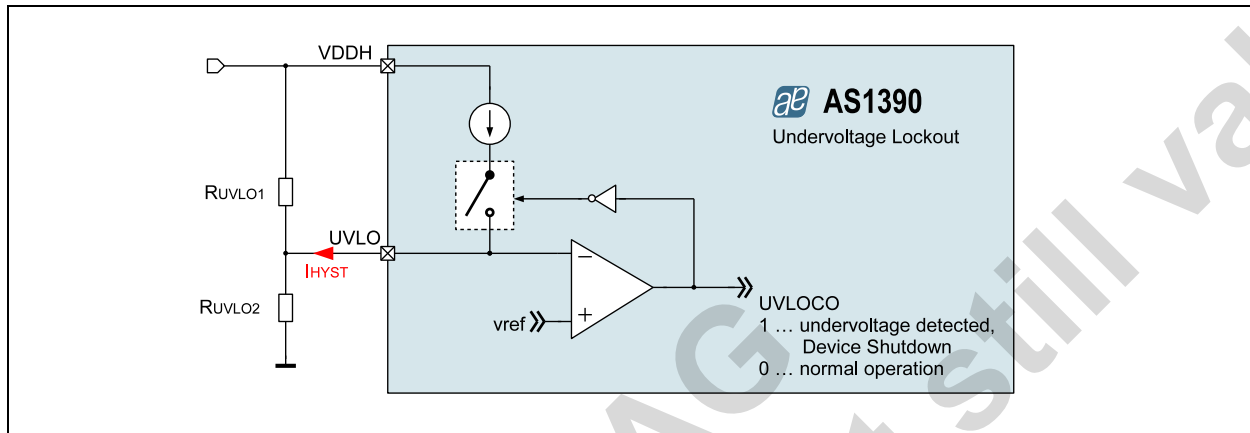 VDDH
AS1390
Undervoltage Lockout
RUVLO1
UVLO
IHYST
RUVLO2
−
+
vref
UVLOCO
1 ... undervoltage detected,
Device Shutdown
0 ... normal operation
AG
still val